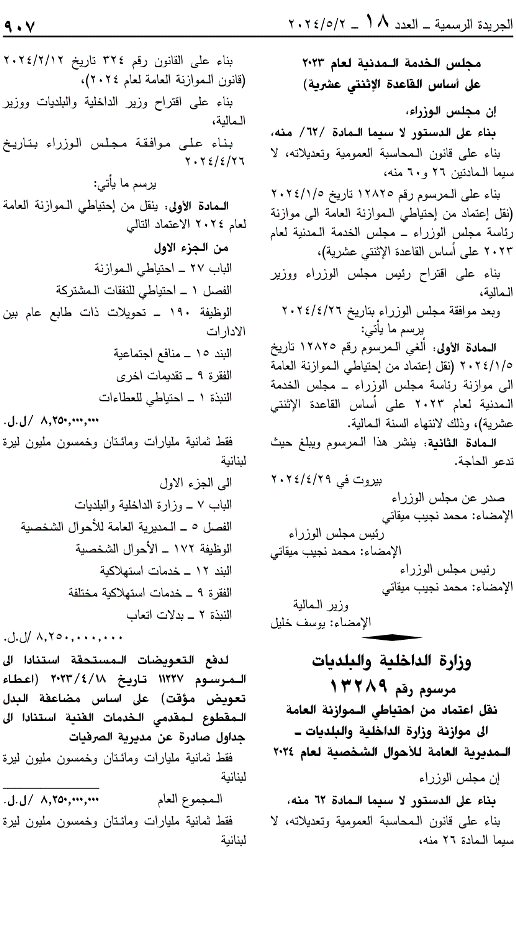 الجريدة الرسمية ــ العدد ١٨ ــ ٢٠٢٤/٥/٢
٩٠٧
مجلس الخدمة المدنية لعام ٢٠٢٣
على أساس القاعدة الإثنتي عشرية)
إن مجلس الوزراء،
بناء على الدستور لا سيما المادة /٦٢/ منه،
بناء على قانون المحاسبة العمومية وتعديلاته، لا
سيما المادتين ٢٦ و٦٠ منه،
بناء على المرسوم رقم ١٢٨٢٥ تاريخ ٢٠٢٤/١/٥
(نقل إعتماد من إحتياطي الموازنة العامة الى موازنة
رئاسة مجلس الوزراء ــ مجلس الخدمة المدنية لعام
٢٠٢٣ على أساس القاعدة الإثنتي عشرية)،
بناء على اقتراح رئيس مجلس الوزراء ووزير
المالية،
وبعد موافقة مجلس الوزراء بتاريخ ٢٠٢٤/٤/٢٦
يرسم ما يأتي:
المادة الأولى: ألغي المرسوم رقم ١٢٨٢٥ تاريخ
٢٠٢٤/١/٥ (نقل إعتماد من إحتياطي الموازنة العامة
الى موازنة رئاسة مجلس الوزراء ــ مجلس الخدمة
المدنية لعام ٢٠٢٣ على أساس القاعدة الإثنتي
عشرية)، وذلك لانتهاء السنة المالية.
المادة الثانية: ينشر هذا المرسوم ويبلغ حيث
تدعو الحاجة.
بيروت في ٢٠٢٤/٤/٢٩
صدر عن مجلس الوزراء
الإمضاء: محمد نجيب ميقاتي
رئيس مجلس الوزراء
الإمضاء: محمد نجيب ميقاتي
رئيس مجلس الوزراء
الإمضاء: محمد نجيب ميقاتي
وزير المالية
الإمضاء: يوسف خليل
وزارة الداخلية والبلديات
مرسوم رقم ١٣٢٨٩
نقل اعتماد من احتياطي الموازنة العامة
الى موازنة وزارة الداخلية والبلديات ــ
المديرية العامة للأحوال الشخصية لعام ٢٠٢٤
إن مجلس الوزراء
بناء على الدستور لا سيما المادة ٦٢ منه،
بناء على قانون المحاسبة العمومية وتعديلاته، لا
سيما المادة ٢٦ منه،
بناء على القانون رقم ٣٢٤ تاريخ ٢٠٢٤/٢/١٢
(قانون الموازنة العامة لعام ٢٠٢٤)،
بناء على اقتراح وزير الداخلية والبلديات ووزير
المالية،
بناء على موافقة مجلس الوزراء بتاريخ
٢٠٢٤/٤/٢٦
يرسم ما يأتي:
المادة الأولى: ينقل من إحتياطي الموازنة العامة
لعام ٢٠٢٤ الاعتماد التالي
من الجزء الاول
الباب ٢٧ ــ احتياطي الموازنة
الفصل ١ ــ احتياطي للنفقات المشتركة
الوظيفة ١٩٠ ــ تحويلات ذات طابع عام بين
الادارات
البند ١٥ ــ منافع اجتماعية
الفقرة ٩ ــ تقديمات اخرى
النبذة ١ ــ احتياطي للعطاءات
٨,٢٥٠,٠٠٠,٠٠٠ /ل.ل.
فقط ثمانية مليارات ومائتان وخمسون مليون ليرة
لبنانية
الى الجزء الاول
الباب ٧ ــ وزارة الداخلية والبلديات
الفصل ٥ ــ المديرية العامة للأحوال الشخصية
الوظيفة ١٧٢ ــ الأحوال الشخصية
البند ١٢ ــ خدمات استهلاكية
الفقرة ٩ ــ خدمات استهلاكية مختلفة
النبذة ٢ ــ بدلات اتعاب
٨,٢٥٠,٠٠٠,٠٠٠ /ل.ل.
لدفع التعويضات المستحقة استنادا الى
المرسوم ١١٢٢٧ تاريخ ٢٠٢٣/٤/١٨ (اعطاء
تعويض مؤقت) على اساس مضاعفة البدل
المقطوع لمقدمي الخدمات الفنية استنادا الى
جداول صادرة عن مديرية الصرفيات
فقط ثمانية مليارات ومائتان وخمسون مليون ليرة
لبنانية
المجموع العام ٨,٢٥٠,٠٠٠,٠٠٠ /ل.ل.
فقط ثمانية مليارات ومائتان وخمسون مليون ليرة
لبنانية